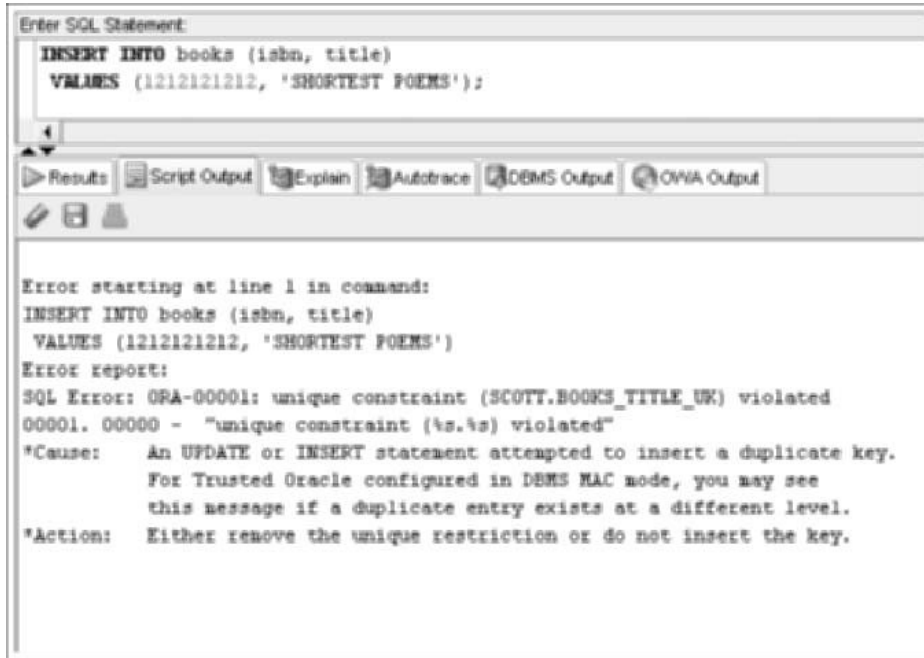 Enter SQL Statement:
INSERT INTO books (isbn, title)
VALUES (1212121212, 'SHORTEST POEMS');
Results Script Output Explain Autotrace DBMS Output OWA Output
Error starting at line 1 in command:
INSERT INTO books (isbn, title)
VALUES (1212121212, 'SHORTEST POEMS')
Error report:
SQL Error: ORA-00001: unique constraint (SCOTT.BOOKS_TITLE_UK) violated
00001. 00000 - "unique constraint (%s.%s) violated"
*Cause: An UPDATE or INSERT statement attempted to insert a duplicate key.
For Trusted Oracle configured in DBMS MAC mode, you may see
this message if a duplicate entry exists at a different level.
*Action: Either remove the unique restriction or do not insert the key.